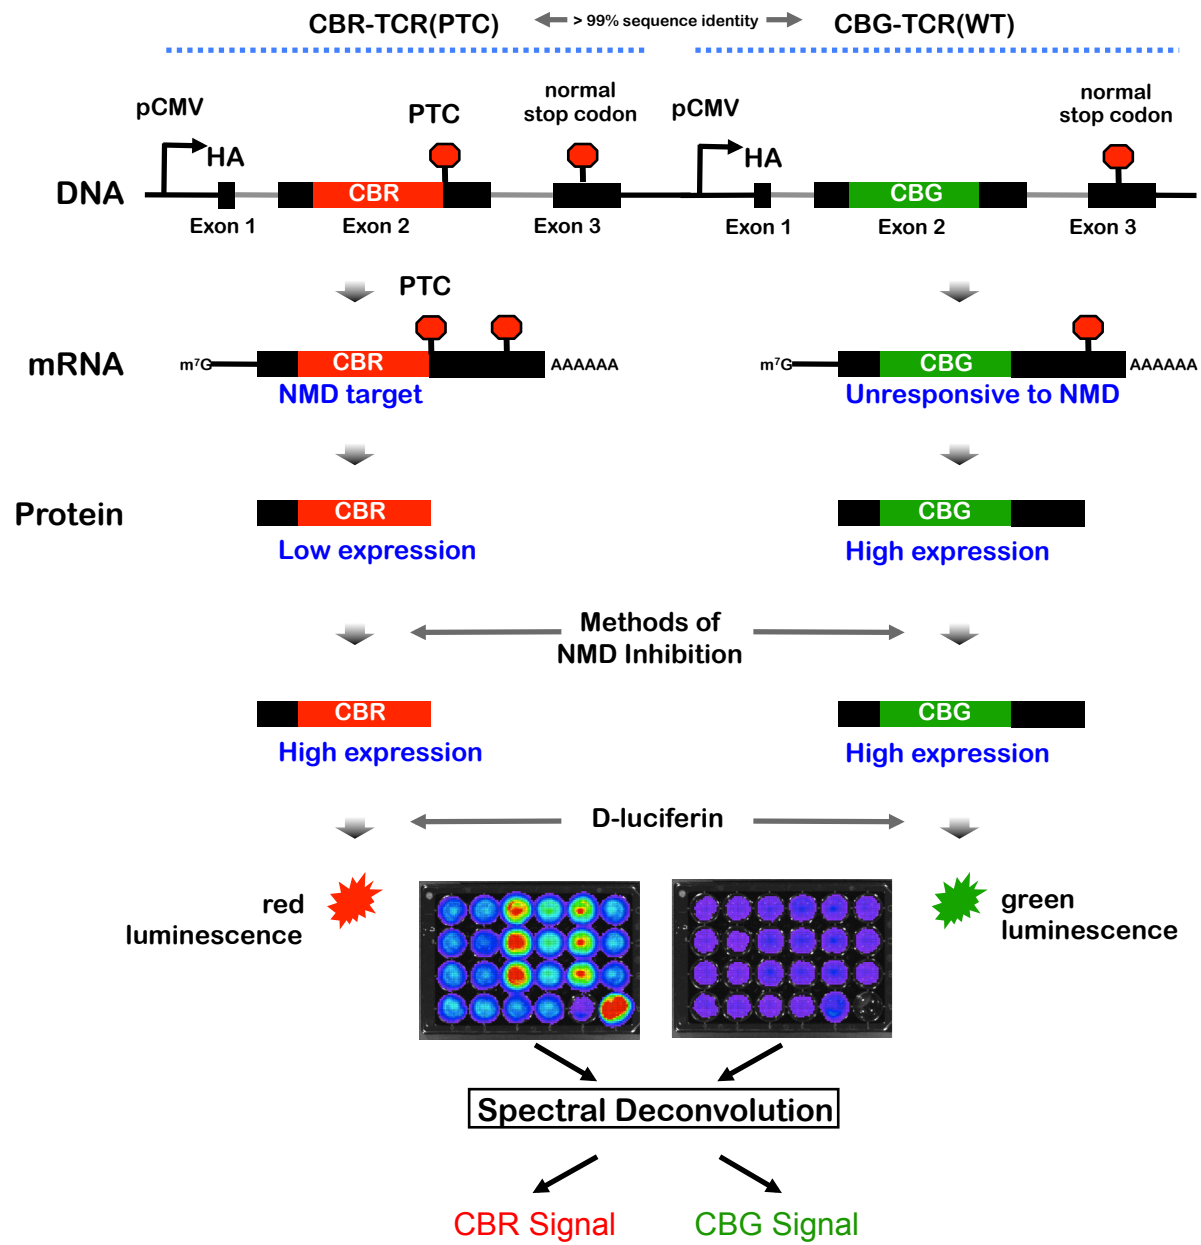 CBR-TCR(PTC) > 99% sequence identity CBG-TCR(WT)
pCMV HA PTC normal
stop codon
pCMV HA normal
stop codon
DNA CBR CBG
Exon 1 Exon 2 Exon 3 Exon 1 Exon 2 Exon 3
PTC
mRNA m⁷G CBR AAAAAA m⁷G CBG AAAAAA
NMD target Unresponsive to NMD
Protein CBR CBG
Low expression High expression
Methods of
NMD Inhibition
CBR CBG
High expression High expression
D-luciferin
red
luminescence
green
luminescence
Spectral Deconvolution
CBR Signal CBG Signal